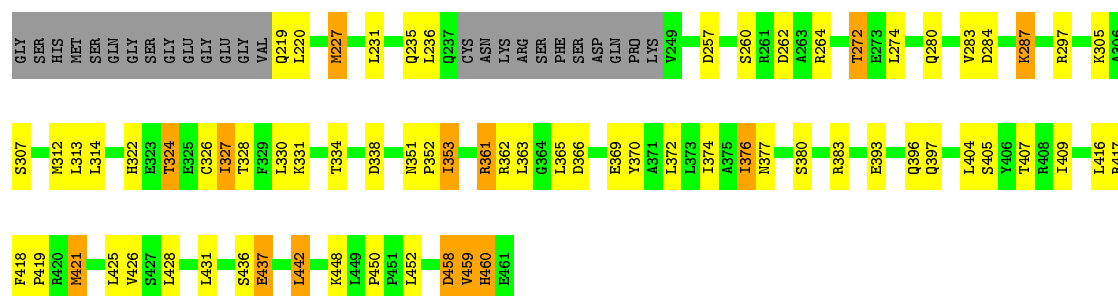 GLY SER HIS MET SER GLN GLY SER GLY GLU GLY GLU GLY VAL Q219 L220 M227 L231 Q235 L236 Q237 CYS ASN LYS ARG SER PHE SER ASP GLN PRO LYS V249 D257 S260 R261 D262 A263 R264 T272 E273 L274 Q280 V283 D284 K287 R297 K305 A306
S307 M312 L313 L314 H322 E323 T324 E325 C326 I327 T328 F329 L330 K331 T334 D338 N351 P352 I353 R361 R362 L363 G364 L365 D366 E369 Y370 A371 L372 L373 I374 A375 I376 N377 S380 R383 E393 Q396 Q397 L404 S405 Y406 T407 R408 I409 L416 R417
F418 P419 R420 M421 L425 V426 S427 L428 L431 S436 E437 L442 K448 L449 P450 P451 L452 D458 V459 H460 E461